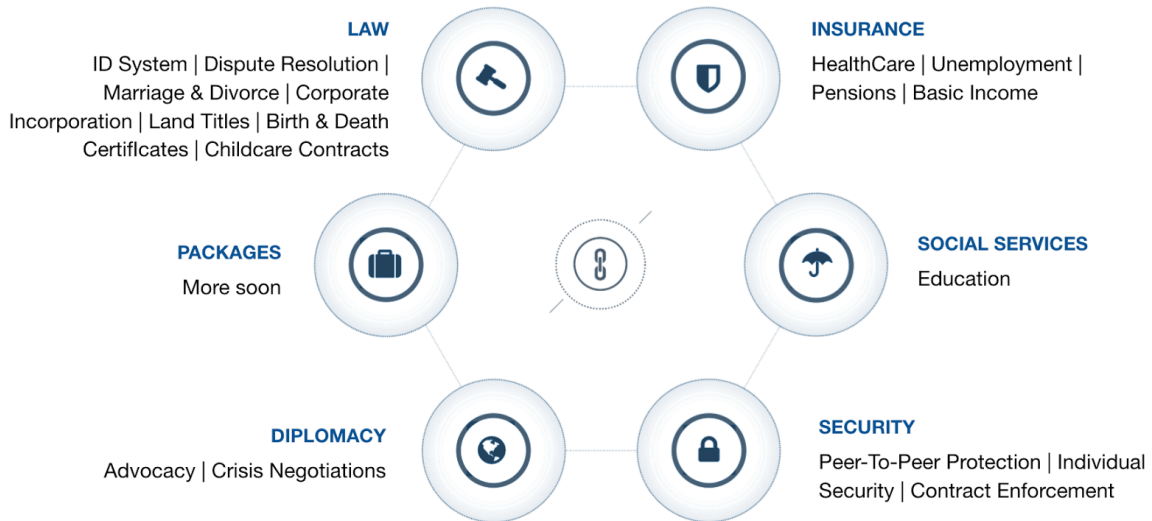 LAW
ID System | Dispute Resolution |
Marriage & Divorce | Corporate
Incorporation | Land Titles | Birth & Death
Certificates | Childcare Contracts
INSURANCE
HealthCare | Unemployment |
Pensions | Basic Income
PACKAGES
More soon
SOCIAL SERVICES
Education
DIPLOMACY
Advocacy | Crisis Negotiations
SECURITY
Peer-To-Peer Protection | Individual
Security | Contract Enforcement